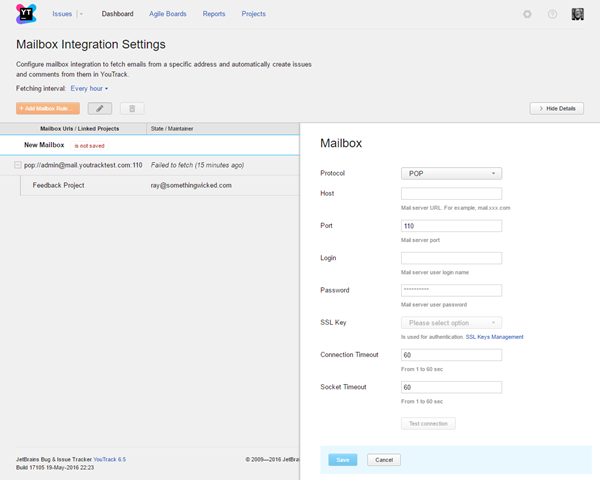 YT
Issues
Dashboard
Agile Boards
Reports
Projects
Mailbox Integration Settings
Configure mailbox integration to fetch emails from a specific address and automatically create issues
and comments from them in YouTrack.
Fetching interval: Every hour
+ Add Mailbox Rule...
> Hide Details
Mailbox Urls / Linked Projects
State / Maintainer
New Mailbox is not saved
pop://admin@mail.youtracktest.com:110
Failed to fetch (15 minutes ago)
Feedback Project
ray@somethingwicked.com
Mailbox
Protocol
POP
Host
Mail server URL. For example, mail.xxx.com
Port
110
Mail server port
Login
Mail server user login name
Password
**********
Mail server user password
SSL Key
Please select option
Is used for authentication. SSL Keys Management
Connection Timeout
60
From 1 to 60 sec
Socket Timeout
60
From 1 to 60 sec
Test connection
Save
Cancel
JetBrains Bug & Issue Tracker YouTrack 6.5
Build 17105 19-May-2016 22:23
© 2009—2016 JetBra